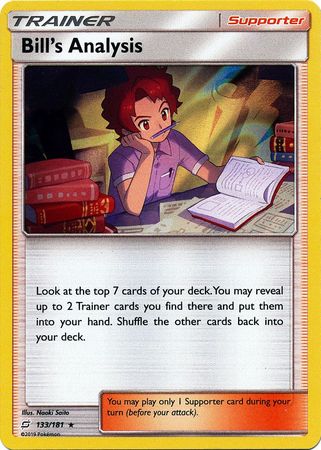 TRAINER Supporter
Bill's Analysis
Look at the top 7 cards of your deck. You may reveal
up to 2 Trainer cards you find there and put them
into your hand. Shuffle the other cards back into
your deck.
Illus. Naoki Saito
133/181 ★
©2019 Pokémon
You may play only 1 Supporter card during your
turn (before your attack).